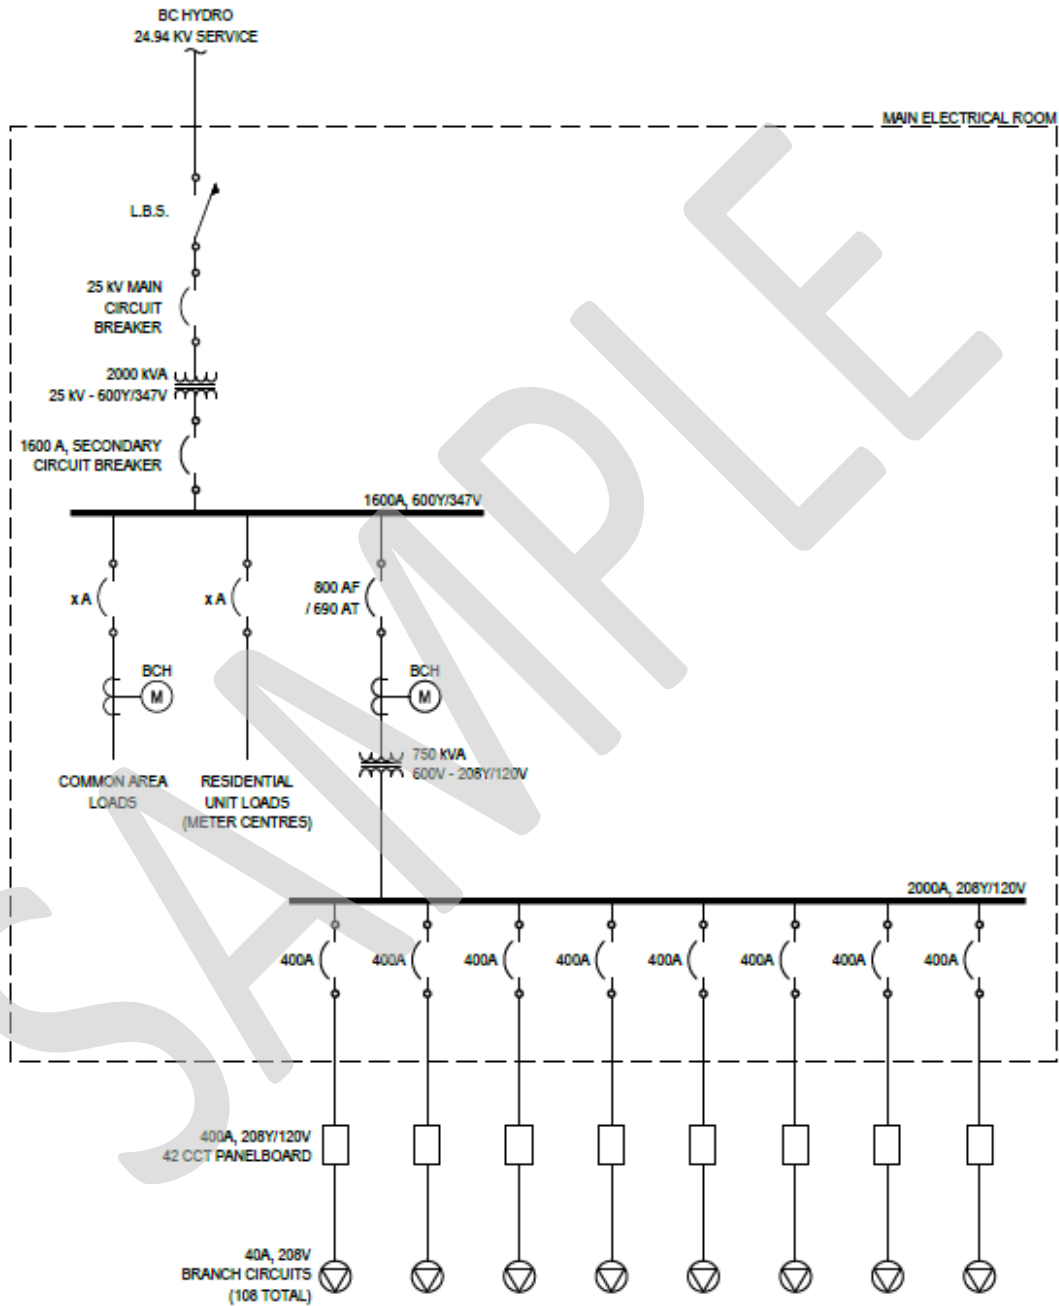 BC HYDRO
24.94 KV SERVICE
MAIN ELECTRICAL ROOM
L.B.S.
25 kV MAIN
CIRCUIT
BREAKER
2000 kVA
25 kV - 600Y/347V
1600 A, SECONDARY
CIRCUIT BREAKER
1600A, 600Y/347V
x A
x A
800 AF
/ 690 AT
BCH
M
BCH
M
750 kVA
600V - 208Y/120V
COMMON AREA
LOADS
RESIDENTIAL
UNIT LOADS
(METER CENTRES)
2000A, 208Y/120V
400A
400A
400A
400A
400A
400A
400A
400A
400A, 208Y/120V
42 CCT PANELBOARD
40A, 208V
BRANCH CIRCUITS
(108 TOTAL)
SAMPLE